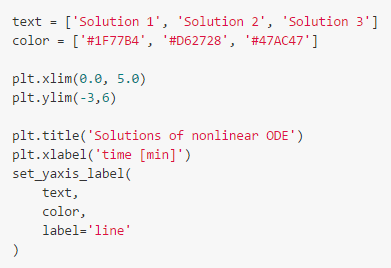 text = ['Solution 1', 'Solution 2', 'Solution 3']
color = ['#1F77B4', '#D62728', '#47AC47']

plt.xlim(0.0, 5.0)
plt.ylim(-3,6)

plt.title('Solutions of nonlinear ODE')
plt.xlabel('time [min]')
set_yaxis_label(
    text,
    color,
    label='line'
)